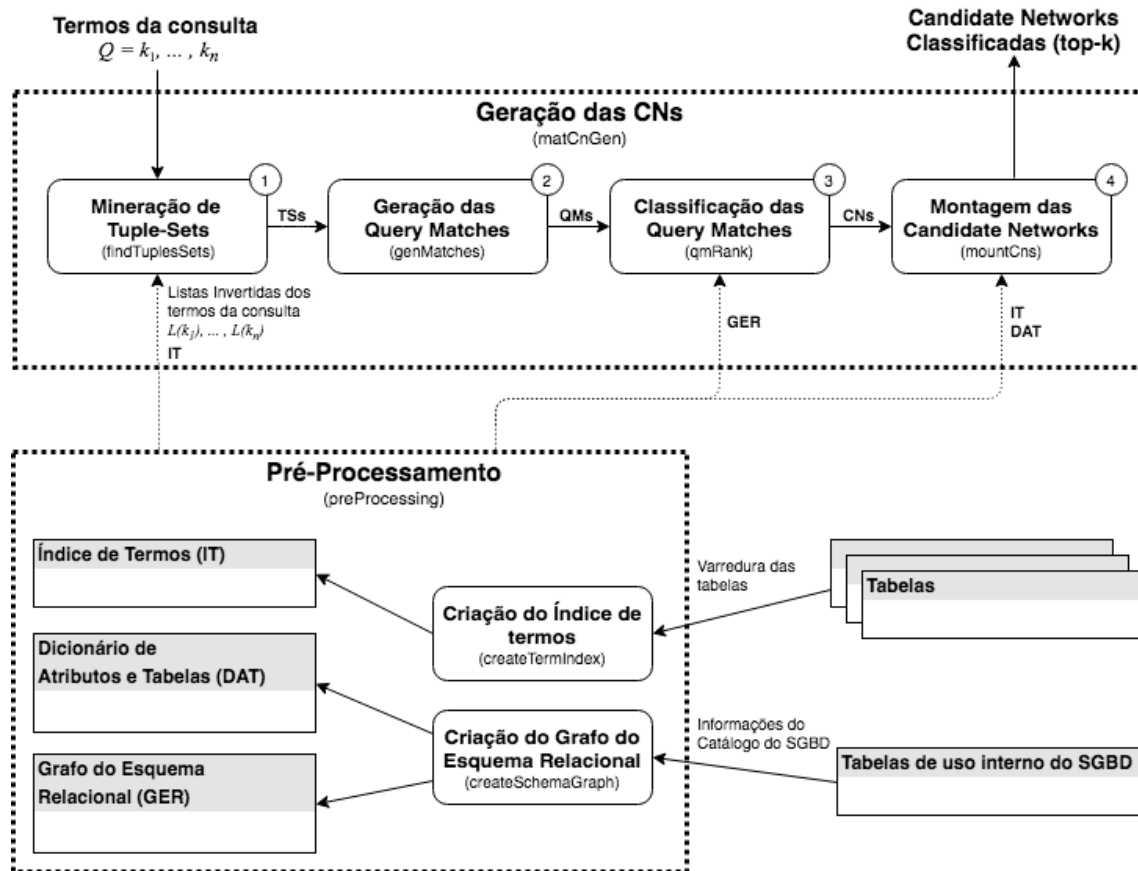 Termos da consulta
Q = k1, ... , kn
Candidate Networks
Classificadas (top-k)
Geração das CNs
(matCnGen)
1
Mineração de
Tuple-Sets
(findTuplesSets)
TSs
2
Geração das
Query Matches
(genMatches)
QMs
3
Classificação das
Query Matches
(qmRank)
CNs
4
Montagem das
Candidate Networks
(mountCns)
Listas Invertidas dos
termos da consulta
L(k1), ... , L(kn)
IT
GER
IT
DAT
Pré-Processamento
(preProcessing)
Índice de Termos (IT)
Dicionário de
Atributos e Tabelas (DAT)
Grafo do Esquema
Relacional (GER)
Criação do Índice de
termos
(createTermIndex)
Criação do Grafo do
Esquema Relacional
(createSchemaGraph)
Varredura das
tabelas
Tabelas
Informações do
Catálogo do SGBD
Tabelas de uso interno do SGBD